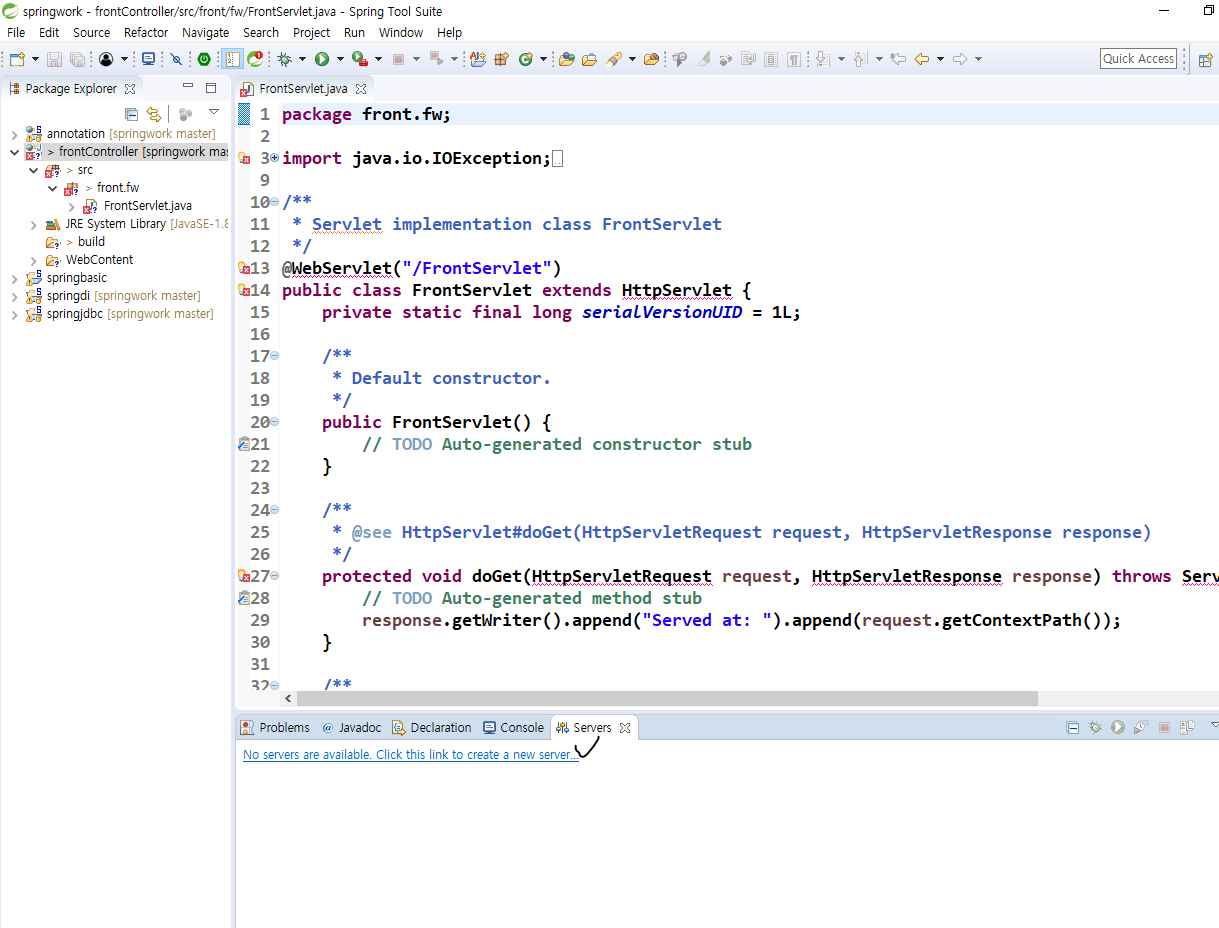 springwork - frontController/src/front/fw/FrontServlet.java - Spring Tool Suite
File Edit Source Refactor Navigate Search Project Run Window Help
Quick Access
Package Explorer
FrontServlet.java
annotation [springwork master]
> frontController [springwork mas
> src
> front.fw
FrontServlet.java
JRE System Library [JavaSE-1.8
> build
WebContent
springbasic
springdi [springwork master]
springjdbc [springwork master]
1 package front.fw;
2
3 import java.io.IOException;
9
10 /**
11 * Servlet implementation class FrontServlet
12 */
13 @WebServlet("/FrontServlet")
14 public class FrontServlet extends HttpServlet {
15 private static final long serialVersionUID = 1L;
16
17 /**
18 * Default constructor.
19 */
20 public FrontServlet() {
21 // TODO Auto-generated constructor stub
22 }
23
24 /**
25 * @see HttpServlet#doGet(HttpServletRequest request, HttpServletResponse response)
26 */
27 protected void doGet(HttpServletRequest request, HttpServletResponse response) throws Serv
28 // TODO Auto-generated method stub
29 response.getWriter().append("Served at: ").append(request.getContextPath());
30 }
31
32 /**
Problems @ Javadoc Declaration Console Servers
No servers are available. Click this link to create a new server...